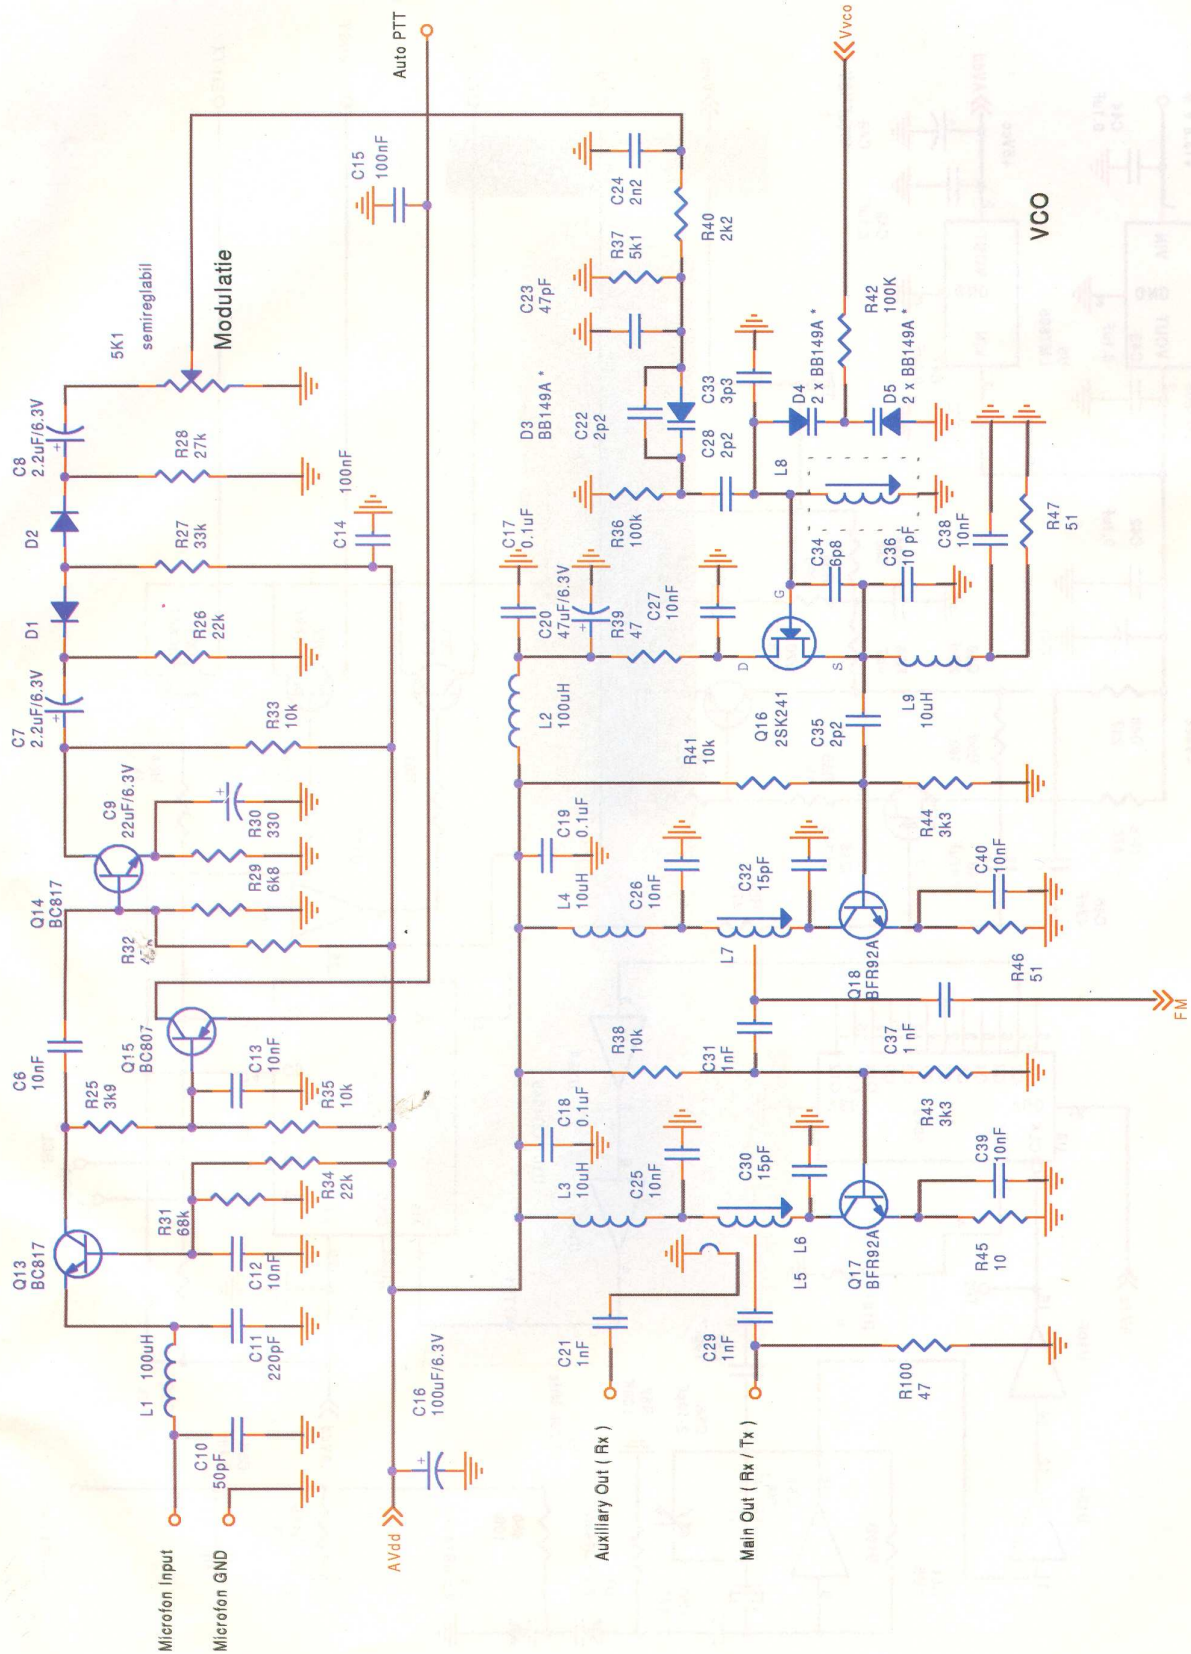 Microfon Input
Microfon GND
AVdd
L1 100uH
C10
50pF
C11
220pF
Q13
BC817
C12
10nF
R31
68k
R34
22k
R25
3k9
C6
10nF
Q15
BC807
C13
10nF
R35
10k
C16
100uF/6.3V
Q14
BC817
R32
R29
6k8
R30
330
C9
22uF/6.3V
C7
2.2uF/6.3V
R33
10k
D1
R26
22k
D2
R27
33k
C8
2.2uF/6.3V
R28
27k
C14
100nF
5K1
semireglabil
Modulatie
C15
100nF
Auto PTT
Auxiliary Out ( Rx )
Main Out ( Rx / Tx )
C21
1nF
C29
1nF
R100
47
L5
L6
L3
10uH
C18
0.1uF
C25
10nF
C30
15pF
Q17
BFR92A
R45
10
C39
10nF
R38
10k
C31
1nF
R43
3k3
C37
1 nF
FM
L7
L4
10uH
C19
0.1uF
C26
10nF
C32
15pF
Q18
BFR92A
R46
51
C40
10nF
R41
10k
R44
3k3
L2
100uH
C17
0.1uF
C20
47uF/6.3V
R39
47
C27
10nF
D
G
S
Q16
2SK241
C35
2p2
L9
10uH
C34
6p8
C36
10 pF
C38
10nF
R47
51
R36
100k
D3
BB149A *
C22
2p2
C28
2p2
C33
3p3
L8
D4
2 x BB149A *
D5
2 x BB149A *
R42
100K
C23
47pF
R37
5k1
C24
2n2
R40
2k2
Vvco
VCO